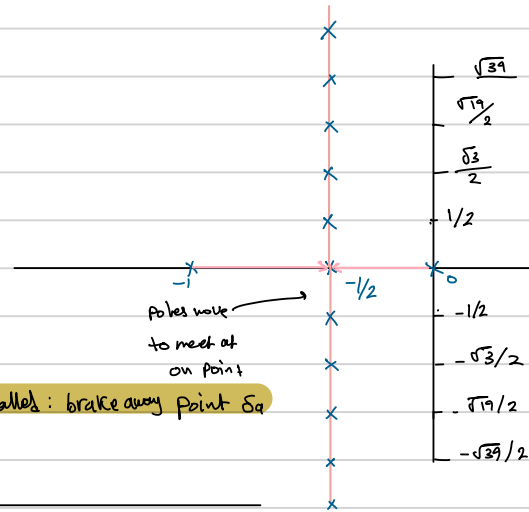 √39
√19/2
√3/2
1/2
-1
-1/2
0
poles move
to meet at
on point
-1/2
-√3/2
alled: brake away point δa
-√19/2
-√39/2